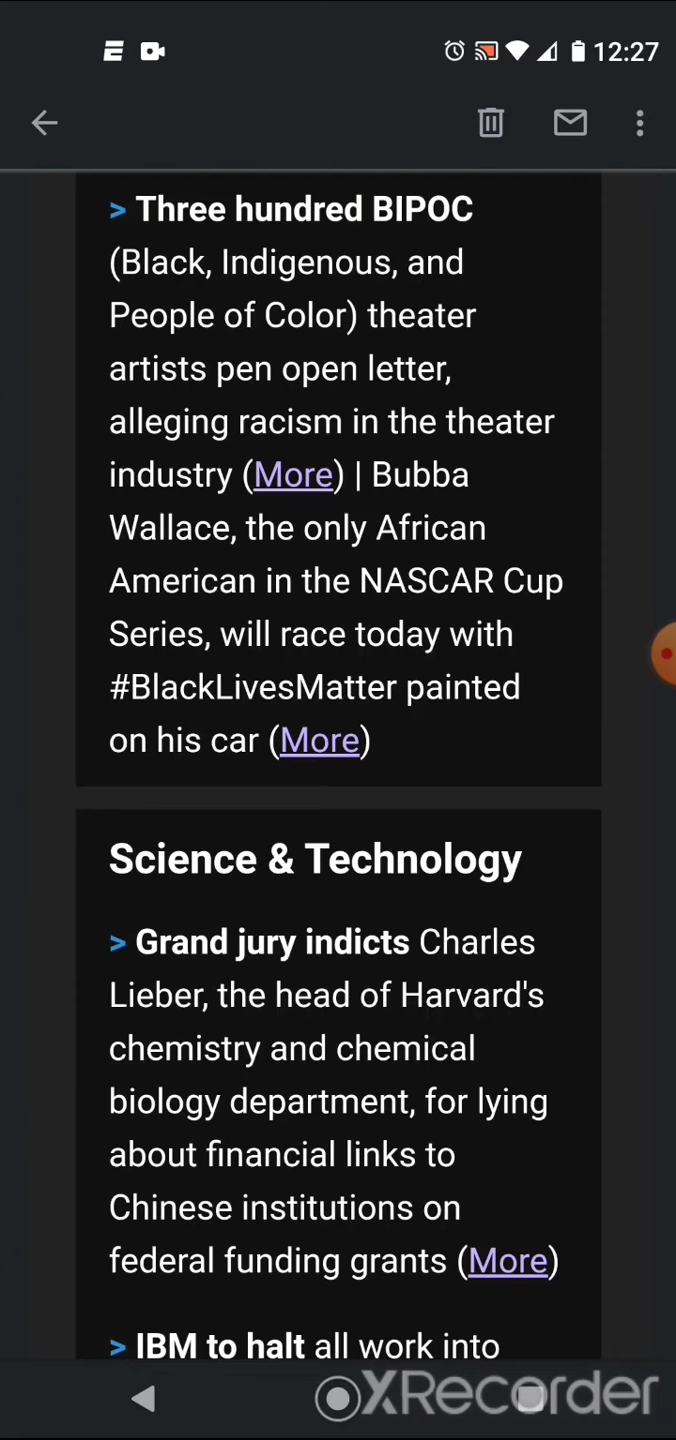 12:27
> Three hundred BIPOC
(Black, Indigenous, and
People of Color) theater
artists pen open letter,
alleging racism in the theater
industry (More) | Bubba
Wallace, the only African
American in the NASCAR Cup
Series, will race today with
#BlackLivesMatter painted
on his car (More)
Science & Technology
> Grand jury indicts Charles
Lieber, the head of Harvard's
chemistry and chemical
biology department, for lying
about financial links to
Chinese institutions on
federal funding grants (More)
> IBM to halt all work into
XRecorder